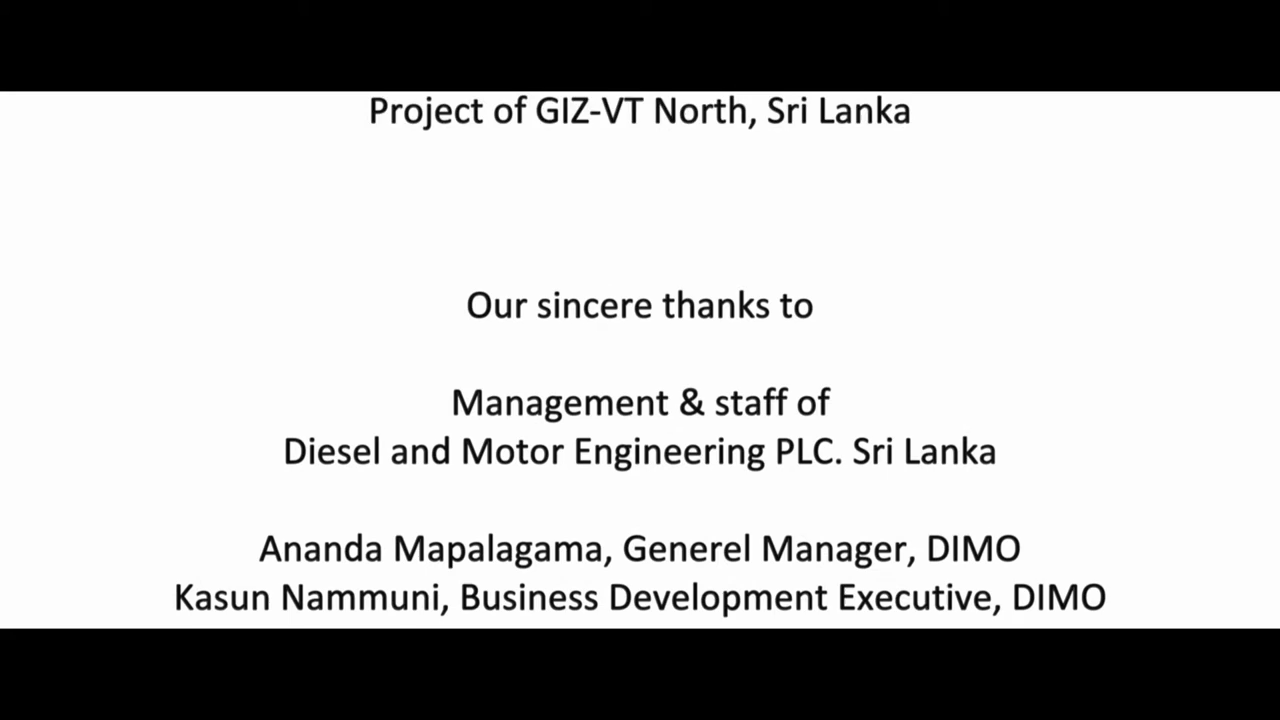 Project of GIZ-VT North, Sri Lanka
Our sincere thanks to
Management & staff of
Diesel and Motor Engineering PLC. Sri Lanka
Ananda Mapalagama, Generel Manager, DIMO
Kasun Nammuni, Business Development Executive, DIMO